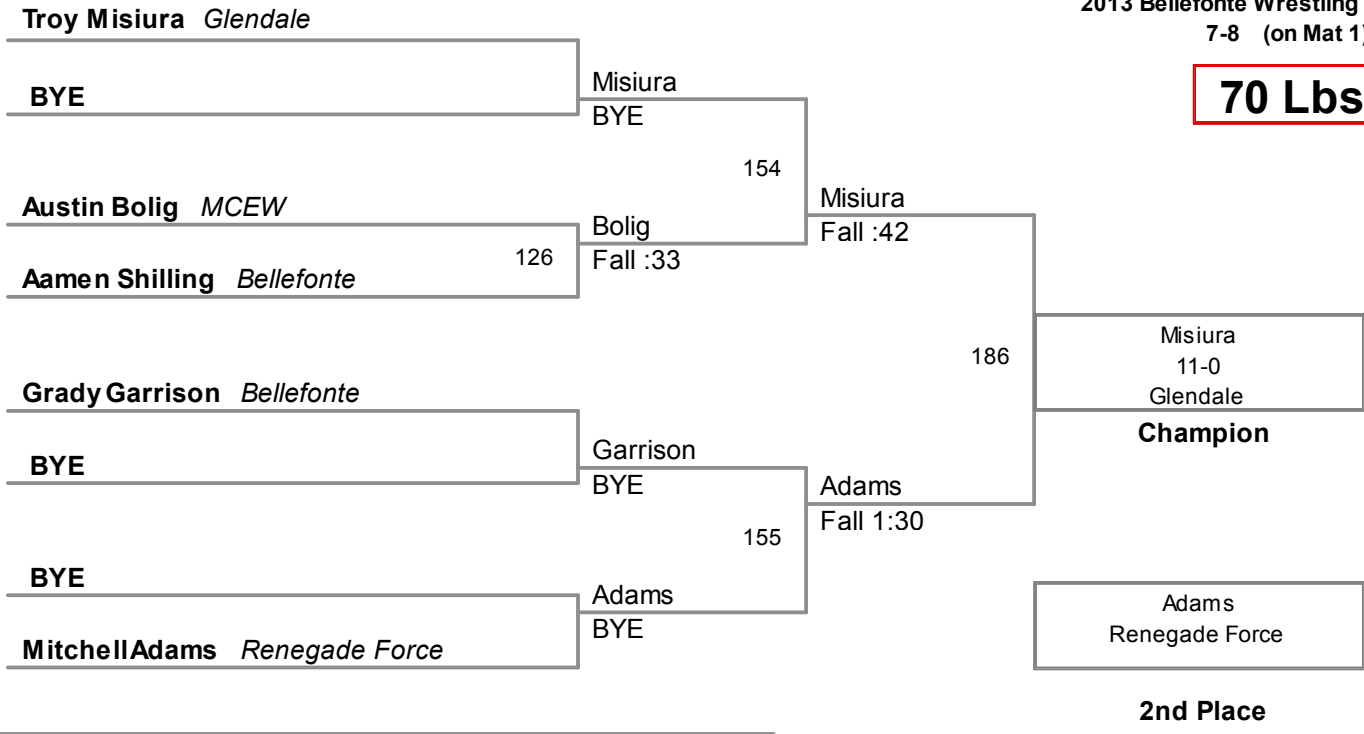 2013 Bellefonte Wrestling
7-8 (on Mat 1)
70 Lbs
Troy Misiura Glendale
BYE
Misiura
BYE
154
Austin Bolig MCEW
Aamen Shilling Bellefonte
126
Bolig
Fall :33
Misiura
Fall :42
Grady Garrison Bellefonte
BYE
Garrison
BYE
155
BYE
Mitchell Adams Renegade Force
Adams
BYE
Adams
Fall 1:30
186
Misiura
11-0
Glendale
Champion
Adams
Renegade Force
2nd Place